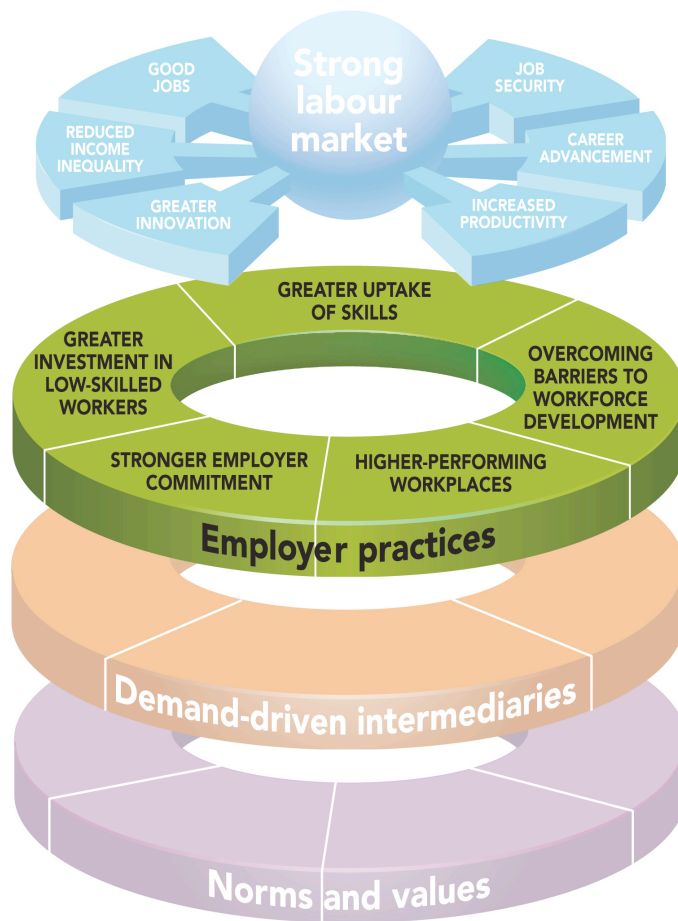 Strong
labour
market
GOOD
JOBS
REDUCED
INCOME
INEQUALITY
GREATER
INNOVATION
JOB
SECURITY
CAREER
ADVANCEMENT
INCREASED
PRODUCTIVITY
GREATER UPTAKE
OF SKILLS
GREATER
INVESTMENT IN
LOW-SKILLED
WORKERS
OVERCOMING
BARRIERS TO
WORKFORCE
DEVELOPMENT
STRONGER EMPLOYER
COMMITMENT
HIGHER-PERFORMING
WORKPLACES
Employer practices
Demand-driven intermediaries
Norms and values